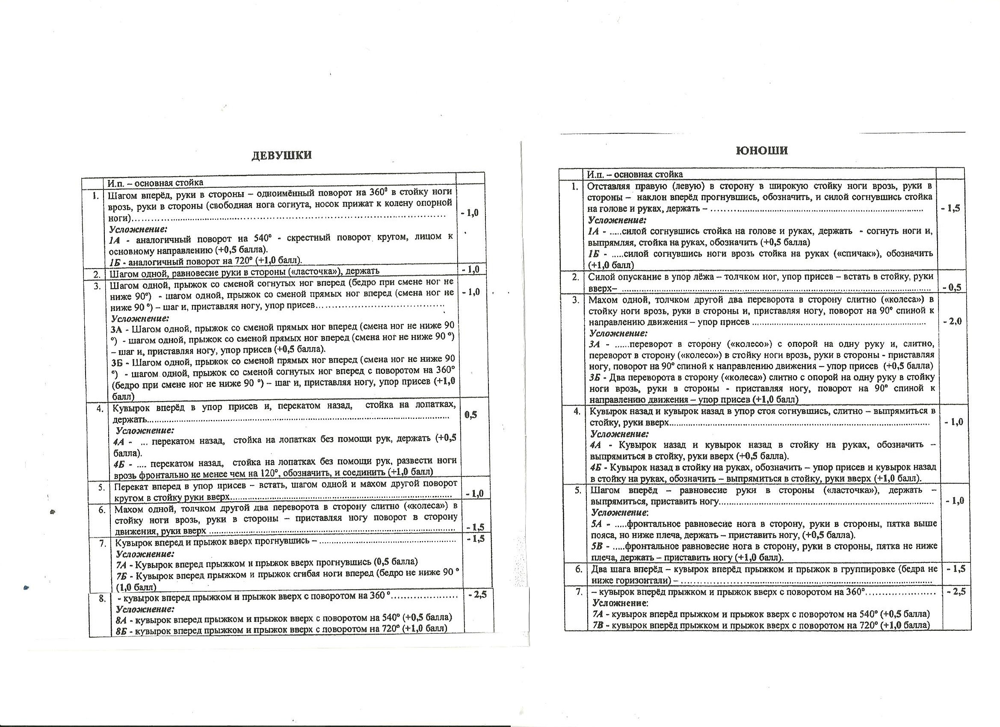 ДЕВУШКИ
И.п. – основная стойка
1. Шагом вперёд, руки в стороны – одноимённый поворот на 360⁰ в стойку ноги
врозь, руки в стороны (свободная нога согнута, носок прижат к колену опорной
ноги)…………………………………………………………………… - 1,0
Усложнение:
1А - аналогичный поворот на 540° - скрестный поворот кругом, лицом к
основному направлению (+0,5 балла).
1Б - аналогичный поворот на 720° (+1,0 балл).
2. Шагом одной, равновесие руки в стороны («ласточка»), держать - 1,0
3. Шагом одной, прыжок со сменой согнутых ног вперед (бедро при смене ног не
ниже 90°) - шагом одной, прыжок со сменой прямых ног вперед (смена ног не - 1,0
ниже 90 °) – шаг и, приставляя ногу, упор присев…………………………
Усложнение:
3А - Шагом одной, прыжок со сменой прямых ног вперед (смена ног не ниже 90
°) - шагом одной, прыжок со сменой прямых ног вперед (смена ног не ниже 90 °)
– шаг и, приставляя ногу, упор присев (+0,5 балла).
3Б - Шагом одной, прыжок со сменой прямых ног вперед (смена ног не ниже 90
°) - шагом одной, прыжок со сменой согнутых ног вперед с поворотом на 360°
(бедро при смене ног не ниже 90 °) – шаг и, приставляя ногу, упор присев (+1,0
балл)
4. Кувырок вперёд в упор присев и, перекатом назад, стойка на лопатках,
держать…………………………………………………………………… 0,5
Усложнение:
4А - ... перекатом назад, стойка на лопатках без помощи рук, держать (+0,5
балла).
4Б - .... перекатом назад, стойка на лопатках без помощи рук, развести ноги
врозь фронтально не менее чем на 120°, обозначить, и соединить (+1,0 балл)
5. Перекат вперед в упор присев – встать, шагом одной и махом другой поворот
кругом в стойку руки вверх…………………………………………………… - 1,0
6. Махом одной, толчком другой два переворота в сторону слитно («колеса») в
стойку ноги врозь, руки в стороны – приставляя ногу поворот в сторону
движения, руки вверх ………………………………………………………… - 1,5
7. Кувырок вперед и прыжок вверх прогнувшись – ………………………………… - 1,5
Усложнение:
7А - Кувырок вперед прыжком и прыжок вверх прогнувшись (0,5 балла)
7Б - Кувырок вперед прыжком и прыжок сгибая ноги вперед (бедро не ниже 90 °
(1,0 балл)
8. - кувырок вперед прыжком и прыжок вверх с поворотом на 360 °………………… - 2,5
Усложнение:
8А - кувырок вперед прыжком и прыжок вверх с поворотом на 540° (+0,5 балла)
8Б - кувырок вперед прыжком и прыжок вверх с поворотом на 720° (+1,0 балл)
ЮНОШИ
И.п. – основная стойка
1. Отставляя правую (левую) в сторону в широкую стойку ноги врозь, руки в
стороны – наклон вперёд прогнувшись, обозначить, и силой согнувшись стойка
на голове и руках, держать – ………………………………………………… - 1,5
Усложнение:
1А - .....силой согнувшись стойка на голове и руках, держать - согнуть ноги и,
выпрямляя, стойка на руках, обозначить (+0,5 балла)
1Б - .....силой согнувшись ноги врозь стойка на руках («спичак»), обозначить
(+1,0 балл)
2. Силой опускание в упор лёжа – толчком ног, упор присев – встать в стойку, руки
вверх– …………………………………………………………………… - 0,5
3. Махом одной, толчком другой два переворота в сторону слитно («колеса») в
стойку ноги врозь, руки в стороны и, приставляя ногу, поворот на 90° спиной к
направлению движения – упор присев ……………………………………… - 2,0
Усложнение:
3А - ......переворот в сторону («колесо») с опорой на одну руку и, слитно,
переворот в сторону («колесо») в стойку ноги врозь, руки в стороны - приставляя
ногу, поворот на 90° спиной к направлению движения – упор присев (+0,5 балла)
3Б - Два переворота в сторону («колеса») слитно с опорой на одну руку в стойку
ноги врозь, руки в стороны - приставляя ногу, поворот на 90° спиной к
направлению движения – упор присев (+1,0 балл)
4. Кувырок назад и кувырок назад в упор стоя согнувшись, слитно – выпрямиться в
стойку, руки вверх……………………………………………………………… - 1,0
Усложнение:
4А - Кувырок назад и кувырок назад в стойку на руках, обозначить –
выпрямиться в стойку, руки вверх (+0,5 балла).
4Б - Кувырок назад в стойку на руках, обозначить – упор присев и кувырок назад
в стойку на руках, обозначить – выпрямиться в стойку, руки вверх (+1,0 балл).
5. Шагом вперёд – равновесие руки в стороны («ласточка»), держать –
выпрямиться, приставить ногу………………………………………………… - 1,0
Усложнение:
5А - .....фронтальное равновесие нога в сторону, руки в стороны, пятка выше
пояса, но ниже плеча, держать – приставить ногу, (+0,5 балла).
5В - .....фронтальное равновесие нога в сторону, руки в стороны, пятка не ниже
плеча, держать – приставить ногу (+1,0 балл).
6. Два шага вперёд – кувырок вперёд прыжком и прыжок в группировке (бедра не - 1,5
ниже горизонтали) – ……………………………………………………………
7. – кувырок вперёд прыжком и прыжок вверх с поворотом на 360°………………… - 2,5
Усложнение:
7А - кувырок вперёд прыжком и прыжок вверх с поворотом на 540° (+0,5 балла)
7В - кувырок вперёд прыжком и прыжок вверх с поворотом на 720° (+1,0 балла)